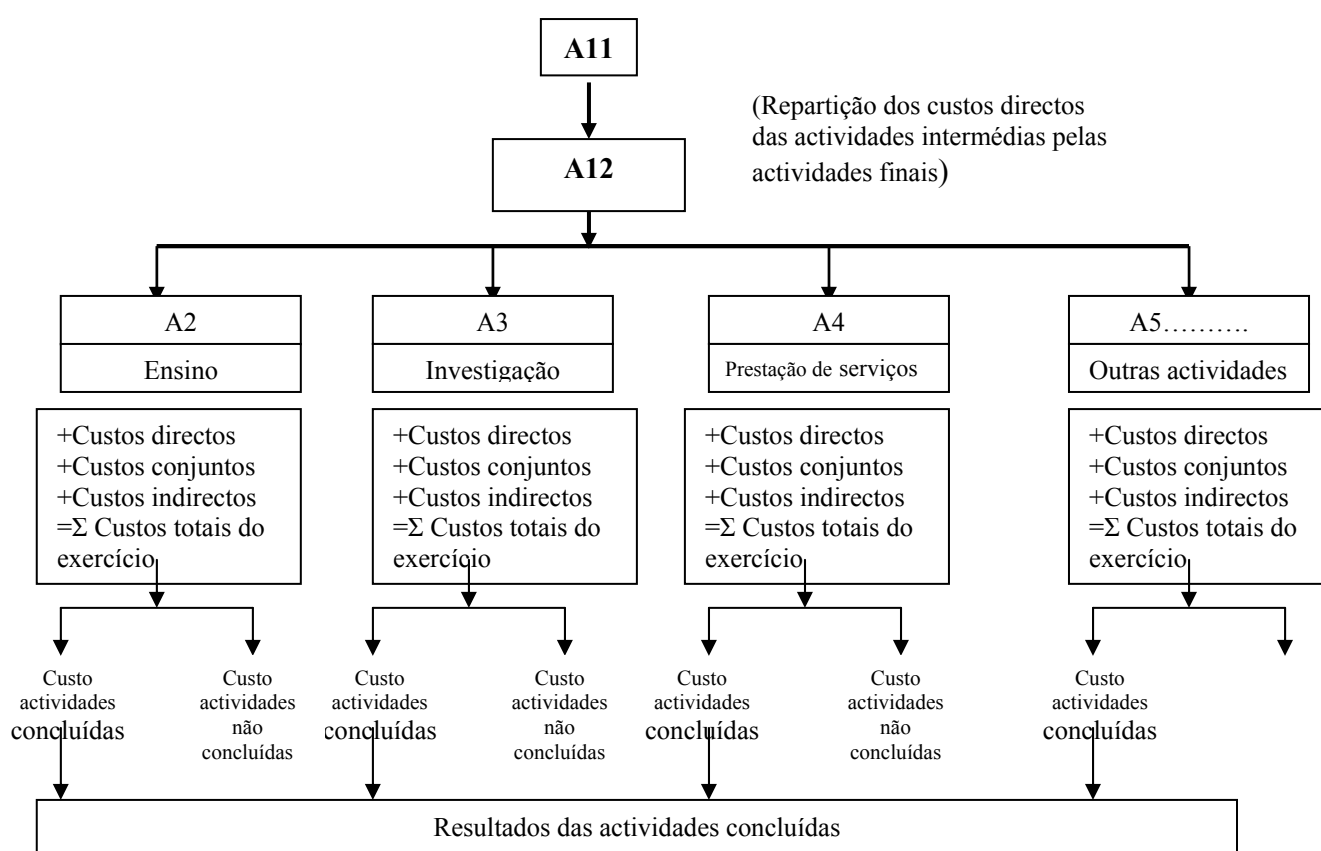 A11
(Repartição dos custos directos
das actividades intermédias pelas
actividades finais)
A12
A2
Ensino
+Custos directos
+Custos conjuntos
+Custos indirectos
=Σ Custos totais do
exercício
A3
Investigação
+Custos directos
+Custos conjuntos
+Custos indirectos
=Σ Custos totais do
exercício
A4
Prestação de serviços
+Custos directos
+Custos conjuntos
+Custos indirectos
=Σ Custos totais do
exercício
A5……….
Outras actividades
+Custos directos
+Custos conjuntos
+Custos indirectos
=Σ Custos totais do
exercício
Custo
actividades
concluídas
Custo
actividades
não
concluídas
Custo
actividades
concluídas
Custo
actividades
não
concluídas
Custo
actividades
concluídas
Custo
actividades
não
concluídas
Custo
actividades
concluídas
Resultados das actividades concluídas